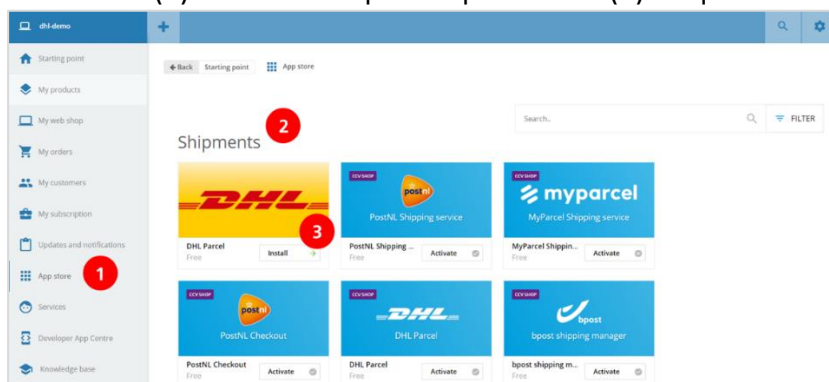 dhl-demo
Starting point
Back Starting point App store
My products
My web shop
Search..
FILTER
2
Shipments
My orders
My customers
My subscription
Updates and notifications
1
App store
Services
Developer App Centre
Knowledge base
DHL
3
DHL Parcel
Free
Install
CCV SHOP
postnl
PostNL Shipping service
PostNL Shipping ...
Free
Activate
CCV SHOP
myparcel
MyParcel Shipping service
MyParcel Shippin...
Free
Activate
CCV SHOP
postnl
PostNL Checkout
PostNL Checkout
Free
Activate
CCV SHOP
DHL
DHL Parcel
DHL Parcel
Free
Activate
CCV SHOP
bpost
bpost shipping manager
bpost shipping m...
Free
Activate